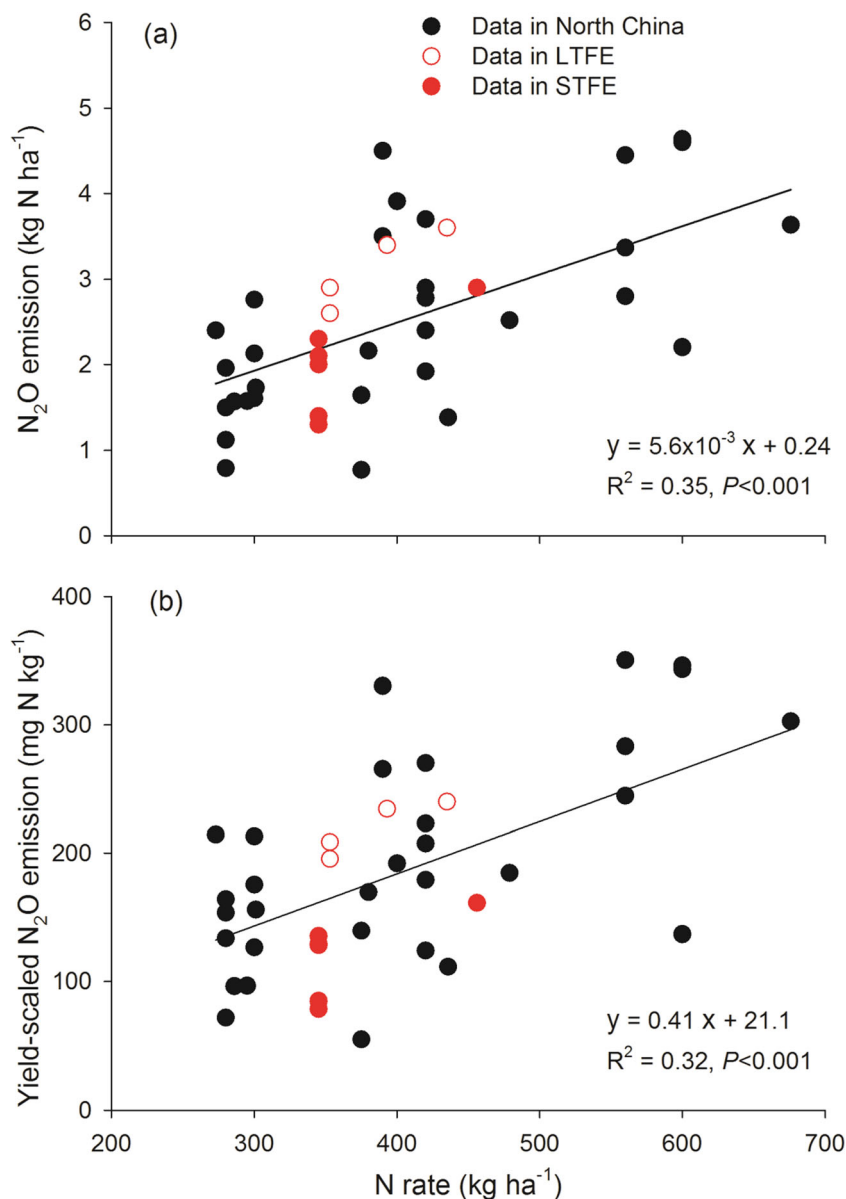 (a)
Data in North China
Data in LTFE
Data in STFE
6
5
4
3
2
1
0
N₂O emission (kg N ha⁻¹)
y = 5.6x10⁻³ x + 0.24
R² = 0.35, P<0.001
(b)
400
300
200
100
0
Yield-scaled N₂O emission (mg N kg⁻¹)
y = 0.41 x + 21.1
R² = 0.32, P<0.001
200 300 400 500 600 700
N rate (kg ha⁻¹)